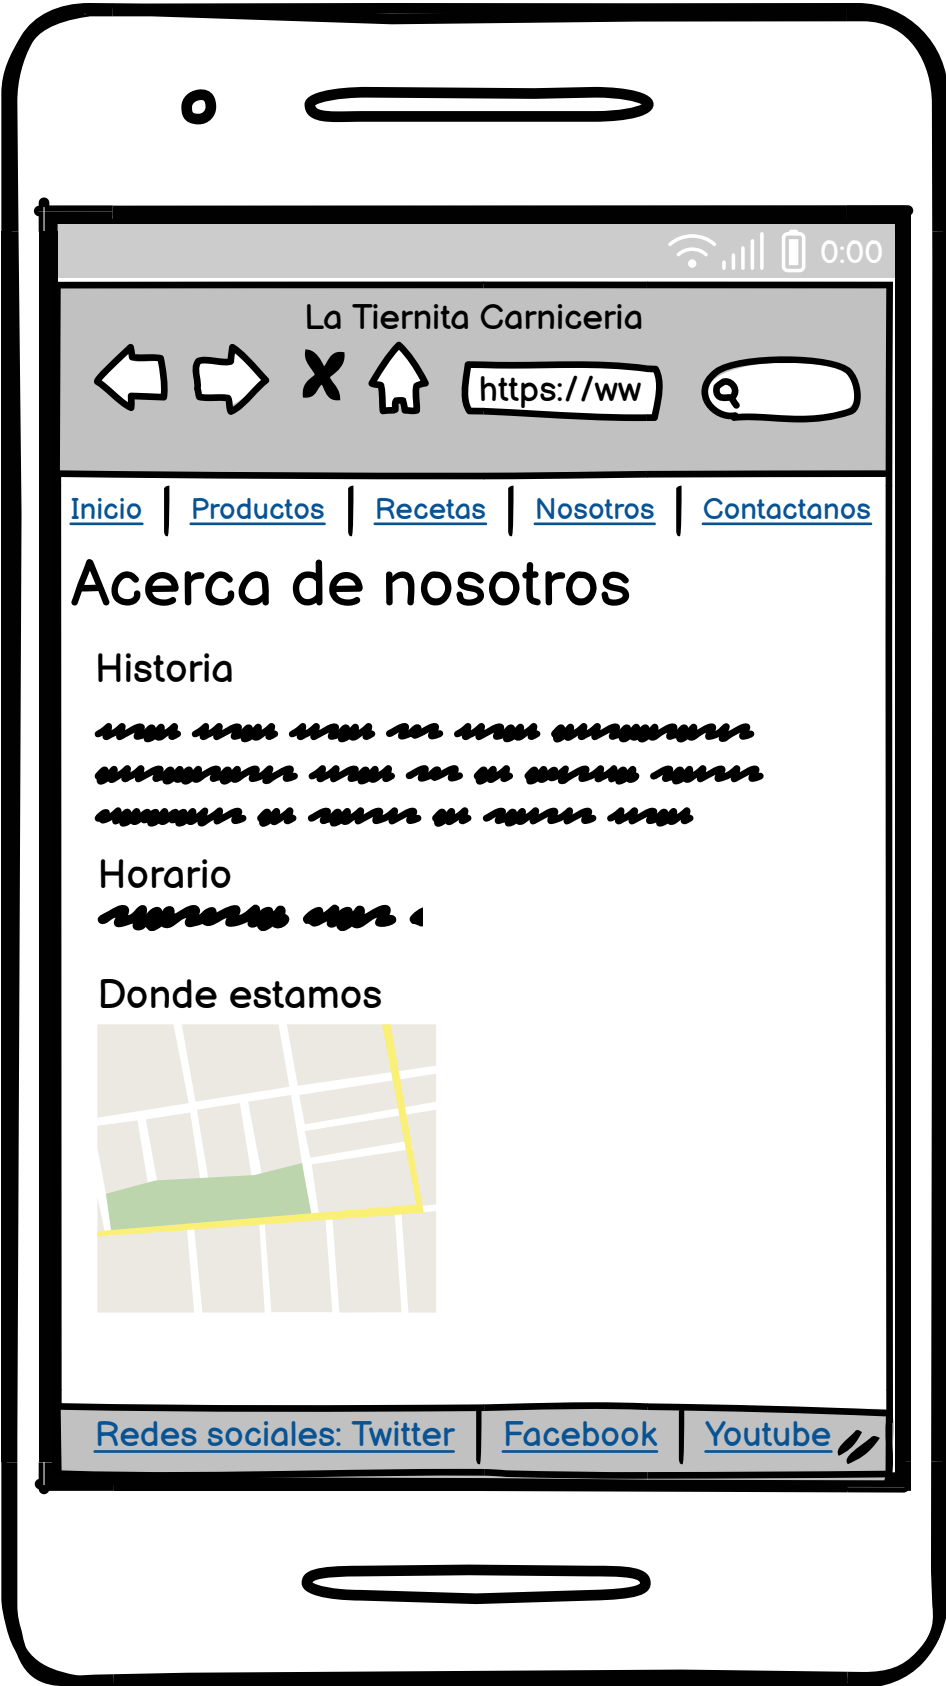 0:00
La Tiernita Carniceria
https://ww
Inicio Productos Recetas Nosotros Contactanos
Acerca de nosotros
Historia
Horario
Donde estamos
Redes sociales: Twitter Facebook Youtube